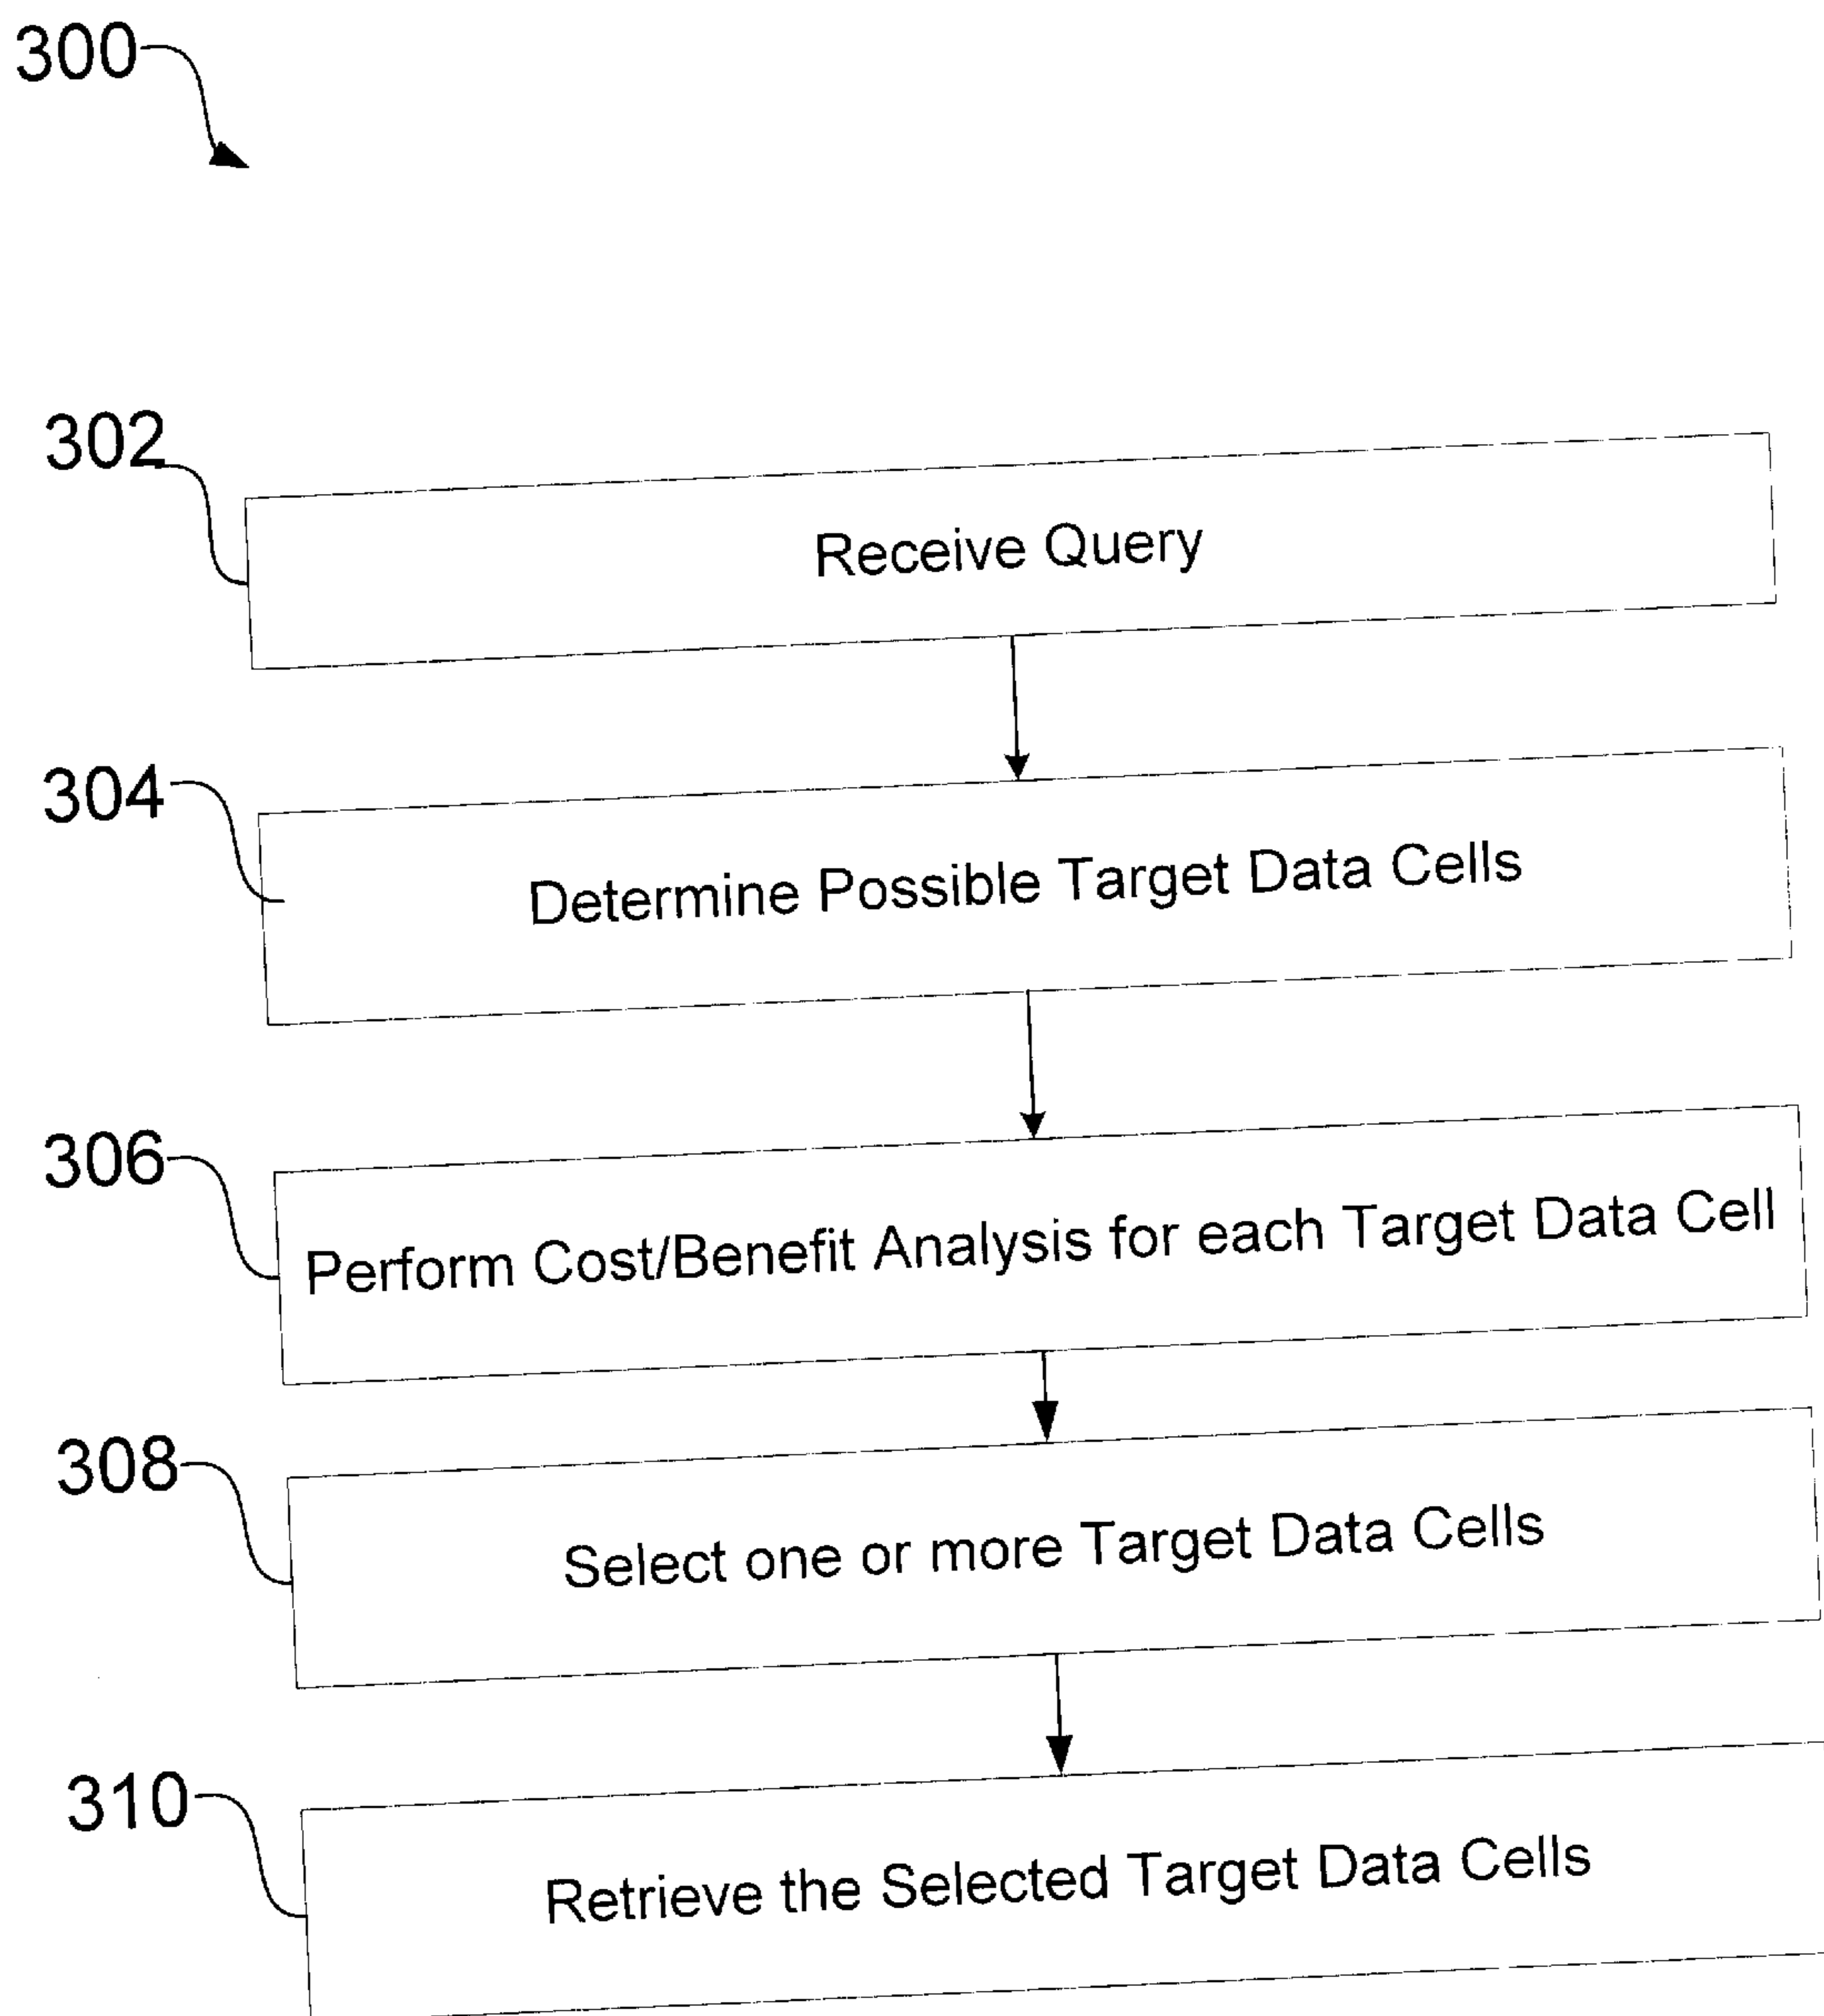 300
302
Receive Query
304
Determine Possible Target Data Cells
306
Perform Cost/Benefit Analysis for each Target Data Cell
308
Select one or more Target Data Cells
310
Retrieve the Selected Target Data Cells